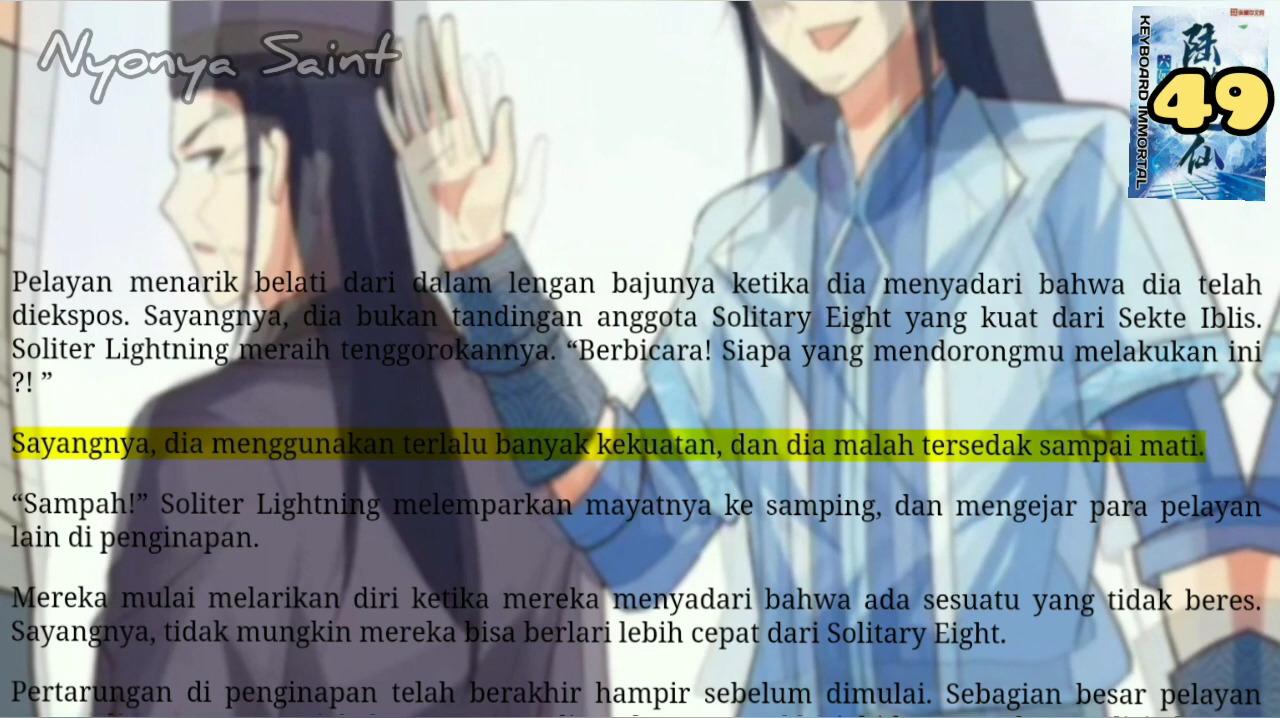 Nyonya Saint
KEYBOARD IMMORTAL
陆
仙
49
Pelayan menarik belati dari dalam lengan bajunya ketika dia menyadari bahwa dia telah
diekspos. Sayangnya, dia bukan tandingan anggota Solitary Eight yang kuat dari Sekte Iblis.
Soliter Lightning meraih tenggorokannya. “Berbicara! Siapa yang mendorongmu melakukan ini
?! ”
Sayangnya, dia menggunakan terlalu banyak kekuatan, dan dia malah tersedak sampai mati.
“Sampah!” Soliter Lightning melemparkan mayatnya ke samping, dan mengejar para pelayan
lain di penginapan.
Mereka mulai melarikan diri ketika mereka menyadari bahwa ada sesuatu yang tidak beres.
Sayangnya, tidak mungkin mereka bisa berlari lebih cepat dari Solitary Eight.
Pertarungan di penginapan telah berakhir hampir sebelum dimulai. Sebagian besar pelayan